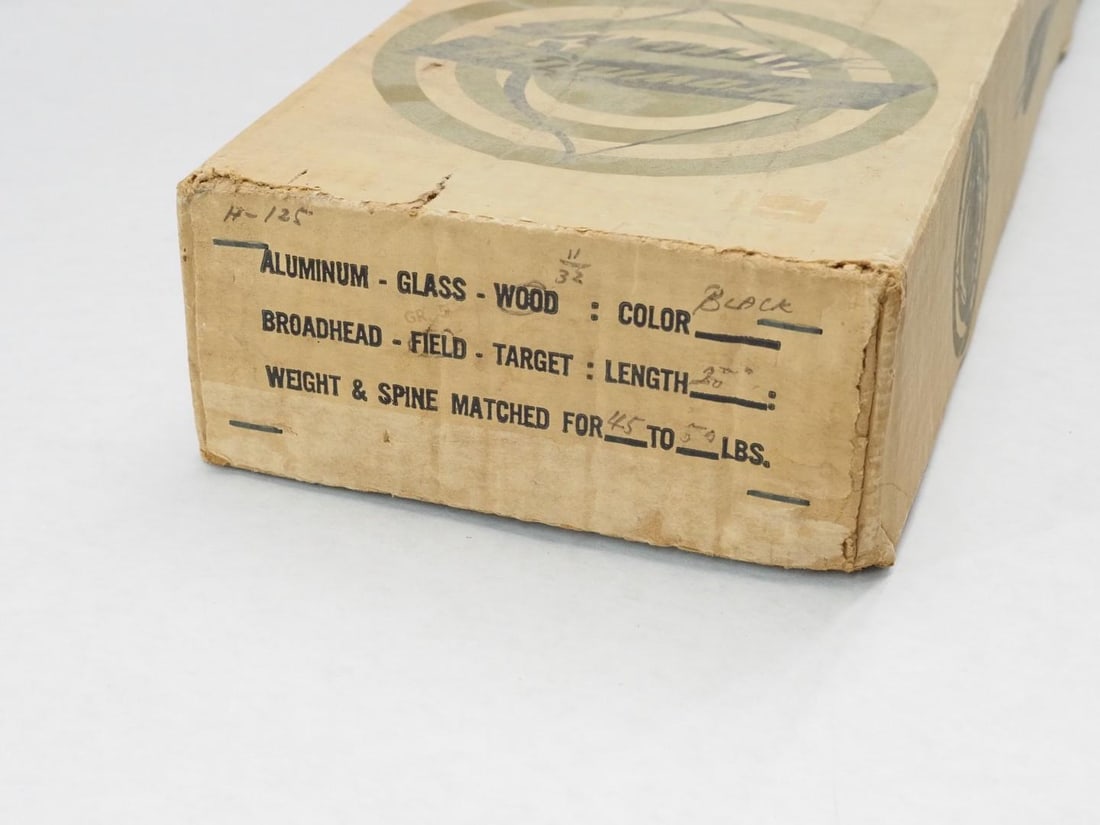 H-125
11/32
ALUMINUM - GLASS - WOOD : COLOR BLACK
BROADHEAD - FIELD - TARGET : LENGTH :
WEIGHT & SPINE MATCHED FOR 45 TO 50 LBS.